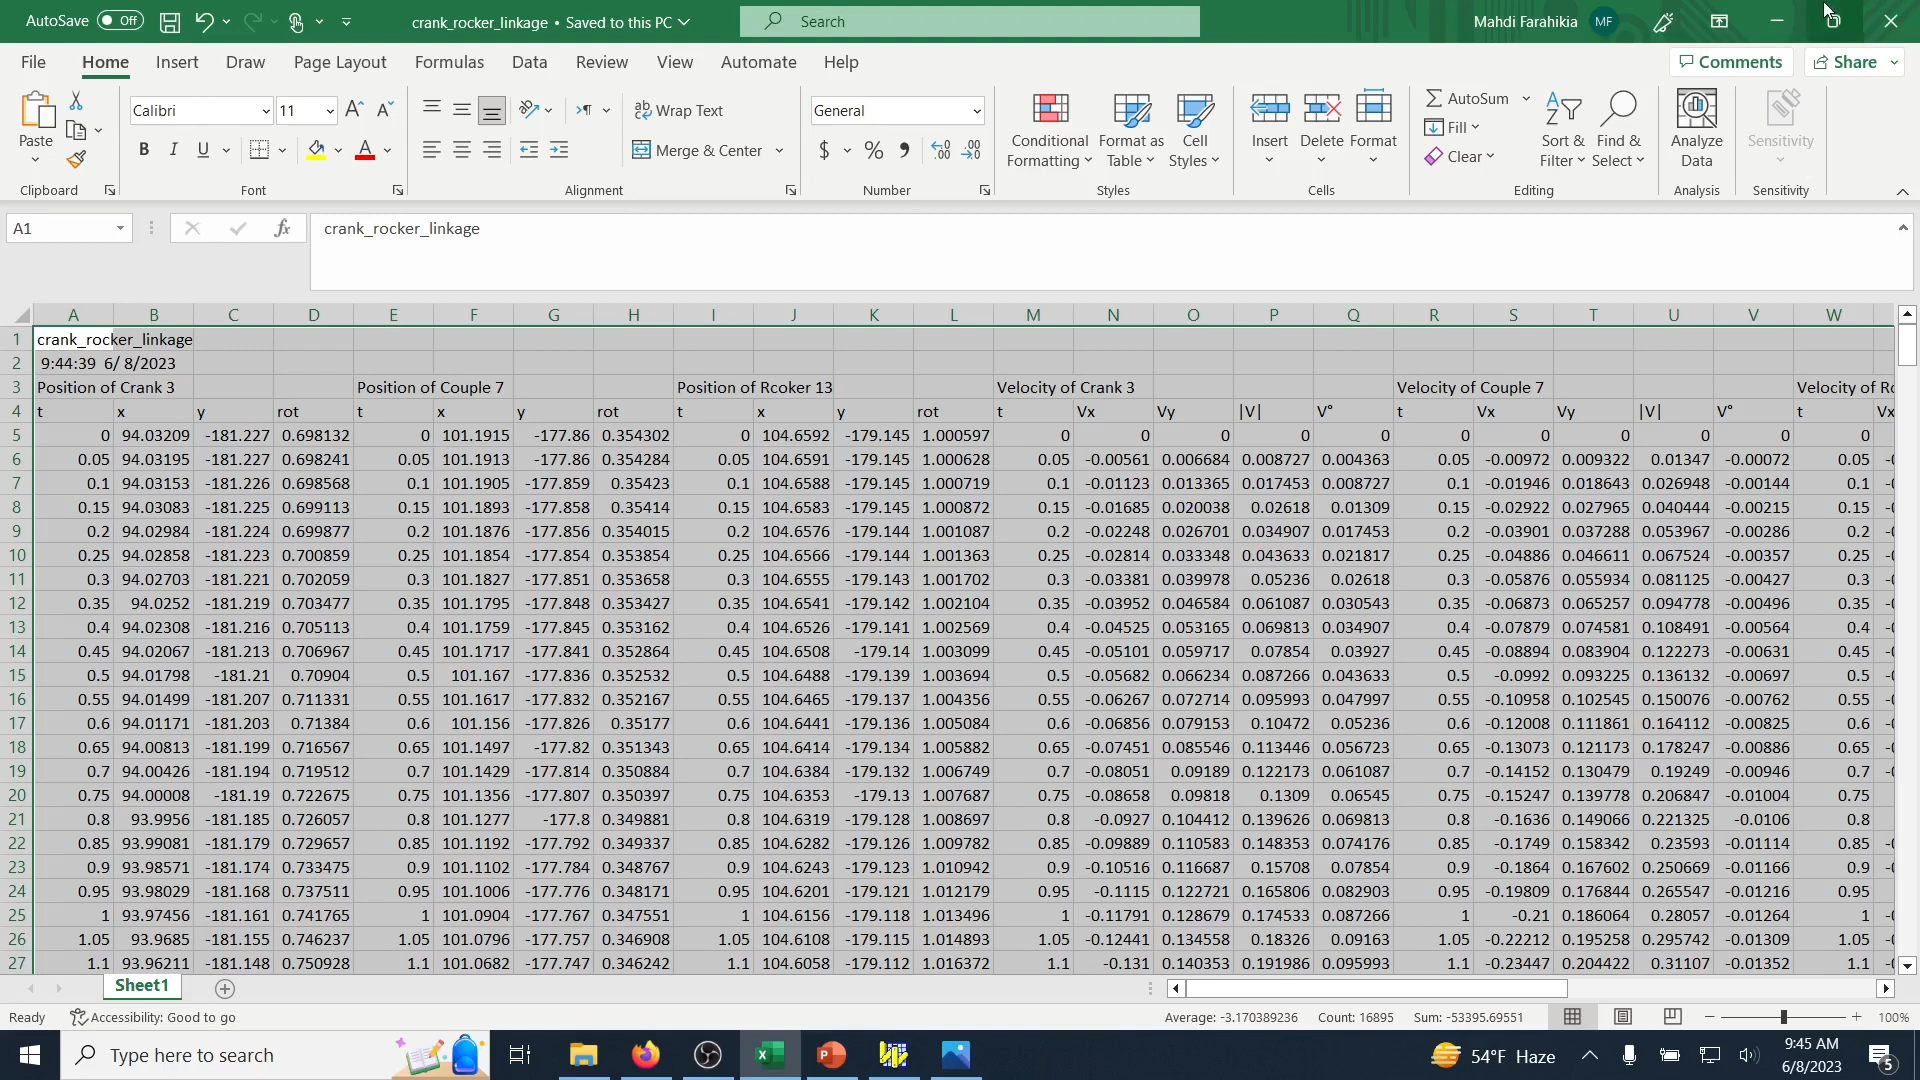 AutoSave Off crank_rocker_linkage • Saved to this PC Search Mahdi Farahikia MF
File Home Insert Draw Page Layout Formulas Data Review View Automate Help Comments Share
Calibri 11 Wrap Text General AutoSum
Paste Conditional Format as Cell Insert Delete Format Fill Sort & Find & Analyze Sensitivity
B I U Merge & Center $ % Formatting Table Styles Clear Filter Select Data
Clipboard Font Alignment Number Styles Cells Editing Analysis Sensitivity
A1 fx crank_rocker_linkage
A B C D E F G H I J K L M N O P Q R S T U V W
1 crank_rocker_linkage
2 9:44:39 6/ 8/2023
3 Position of Crank 3 Position of Couple 7 Position of Rcoker 13 Velocity of Crank 3 Velocity of Couple 7 Velocity of
4 t x y rot t x y rot t x y rot t Vx Vy |V| V° t Vx Vy |V| V° t Vx
5 0 94.03209 -181.227 0.698132 0 101.1915 -177.86 0.354302 0 104.6592 -179.145 1.000597 0 0 0 0 0 0 0 0 0 0 0
6 0.05 94.03195 -181.227 0.698241 0.05 101.1913 -177.86 0.354284 0.05 104.6591 -179.145 1.000628 0.05 -0.00561 0.006684 0.008727 0.004363 0.05 -0.00972 0.009322 0.01347 -0.00072 0.05
7 0.1 94.03153 -181.226 0.698568 0.1 101.1905 -177.859 0.35423 0.1 104.6588 -179.145 1.000719 0.1 -0.01123 0.013365 0.017453 0.008727 0.1 -0.01946 0.018643 0.026948 -0.00144 0.1
8 0.15 94.03083 -181.225 0.699113 0.15 101.1893 -177.858 0.35414 0.15 104.6583 -179.145 1.000872 0.15 -0.01685 0.020038 0.02618 0.01309 0.15 -0.02922 0.027965 0.040444 -0.00215 0.15
9 0.2 94.02984 -181.224 0.699877 0.2 101.1876 -177.856 0.354015 0.2 104.6576 -179.144 1.001087 0.2 -0.02248 0.026701 0.034907 0.017453 0.2 -0.03901 0.037288 0.053967 -0.00286 0.2
10 0.25 94.02858 -181.223 0.700859 0.25 101.1854 -177.854 0.353854 0.25 104.6566 -179.144 1.001363 0.25 -0.02814 0.033348 0.043633 0.021817 0.25 -0.04886 0.046611 0.067524 -0.00357 0.25
11 0.3 94.02703 -181.221 0.702059 0.3 101.1827 -177.851 0.353658 0.3 104.6555 -179.143 1.001702 0.3 -0.03381 0.039978 0.05236 0.02618 0.3 -0.05876 0.055934 0.081125 -0.00427 0.3
12 0.35 94.0252 -181.219 0.703477 0.35 101.1795 -177.848 0.353427 0.35 104.6541 -179.142 1.002104 0.35 -0.03952 0.046584 0.061087 0.030543 0.35 -0.06873 0.065257 0.094778 -0.00496 0.35
13 0.4 94.02308 -181.216 0.705113 0.4 101.1759 -177.845 0.353162 0.4 104.6526 -179.141 1.002569 0.4 -0.04525 0.053165 0.069813 0.034907 0.4 -0.07879 0.074581 0.108491 -0.00564 0.4
14 0.45 94.02067 -181.213 0.706967 0.45 101.1717 -177.841 0.352864 0.45 104.6508 -179.14 1.003099 0.45 -0.05101 0.059717 0.07854 0.03927 0.45 -0.08894 0.083904 0.122273 -0.00631 0.45
15 0.5 94.01798 -181.21 0.70904 0.5 101.167 -177.836 0.352532 0.5 104.6488 -179.139 1.003694 0.5 -0.05682 0.066234 0.087266 0.043633 0.5 -0.0992 0.093225 0.136132 -0.00697 0.5
16 0.55 94.01499 -181.207 0.711331 0.55 101.1617 -177.832 0.352167 0.55 104.6465 -179.137 1.004356 0.55 -0.06267 0.072714 0.095993 0.047997 0.55 -0.10958 0.102545 0.150076 -0.00762 0.55
17 0.6 94.01171 -181.203 0.71384 0.6 101.156 -177.826 0.35177 0.6 104.6441 -179.136 1.005084 0.6 -0.06856 0.079153 0.10472 0.05236 0.6 -0.12008 0.111861 0.164112 -0.00825 0.6
18 0.65 94.00813 -181.199 0.716567 0.65 101.1497 -177.82 0.351343 0.65 104.6414 -179.134 1.005882 0.65 -0.07451 0.085546 0.113446 0.056723 0.65 -0.13073 0.121173 0.178247 -0.00886 0.65
19 0.7 94.00426 -181.194 0.719512 0.7 101.1429 -177.814 0.350884 0.7 104.6384 -179.132 1.006749 0.7 -0.08051 0.09189 0.122173 0.061087 0.7 -0.14152 0.130479 0.19249 -0.00946 0.7
20 0.75 94.00008 -181.19 0.722675 0.75 101.1356 -177.807 0.350397 0.75 104.6353 -179.13 1.007687 0.75 -0.08658 0.09818 0.1309 0.06545 0.75 -0.15247 0.139778 0.206847 -0.01004 0.75
21 0.8 93.9956 -181.185 0.726057 0.8 101.1277 -177.8 0.349881 0.8 104.6319 -179.128 1.008697 0.8 -0.0927 0.104412 0.139626 0.069813 0.8 -0.1636 0.149066 0.221325 -0.0106 0.8
22 0.85 93.99081 -181.179 0.729657 0.85 101.1192 -177.792 0.349337 0.85 104.6282 -179.126 1.009782 0.85 -0.09889 0.110583 0.148353 0.074176 0.85 -0.1749 0.158342 0.23593 -0.01114 0.85
23 0.9 93.98571 -181.174 0.733475 0.9 101.1102 -177.784 0.348767 0.9 104.6243 -179.123 1.010942 0.9 -0.10516 0.116687 0.15708 0.07854 0.9 -0.1864 0.167602 0.250669 -0.01166 0.9
24 0.95 93.98029 -181.168 0.737511 0.95 101.1006 -177.776 0.348171 0.95 104.6201 -179.121 1.012179 0.95 -0.1115 0.122721 0.165806 0.082903 0.95 -0.19809 0.176844 0.265547 -0.01216 0.95
25 1 93.97456 -181.161 0.741765 1 101.0904 -177.767 0.347551 1 104.6156 -179.118 1.013496 1 -0.11791 0.128679 0.174533 0.087266 1 -0.21 0.186064 0.28057 -0.01264 1
26 1.05 93.9685 -181.155 0.746237 1.05 101.0796 -177.757 0.346908 1.05 104.6108 -179.115 1.014893 1.05 -0.12441 0.134558 0.18326 0.09163 1.05 -0.22212 0.195258 0.295742 -0.01309 1.05
27 1.1 93.96211 -181.148 0.750928 1.1 101.0682 -177.747 0.346242 1.1 104.6058 -179.112 1.016372 1.1 -0.131 0.140353 0.191986 0.095993 1.1 -0.23447 0.204422 0.31107 -0.01352 1.1
Sheet1
Ready Accessibility: Good to go Average: -3.170389236 Count: 16895 Sum: -53395.69551 100%
Type here to search 54°F Haze 9:45 AM
6/8/2023 5